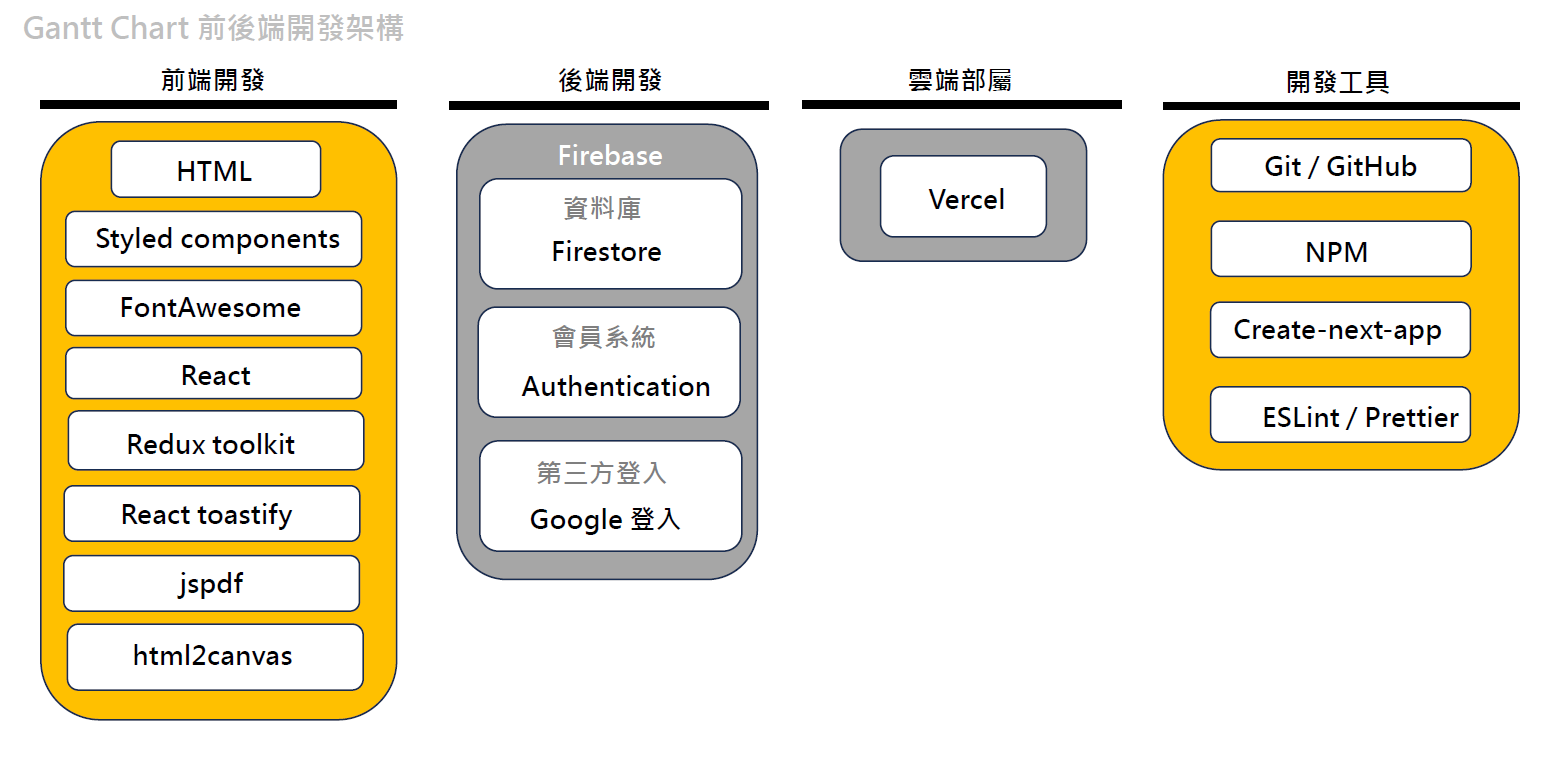 Gantt Chart 前後端開發架構
前端開發
HTML
Styled components
FontAwesome
React
Redux toolkit
React toastify
jspdf
html2canvas
後端開發
Firebase
資料庫
Firestore
會員系統
Authentication
第三方登入
Google 登入
雲端部屬
Vercel
開發工具
Git / GitHub
NPM
Create-next-app
ESLint / Prettier